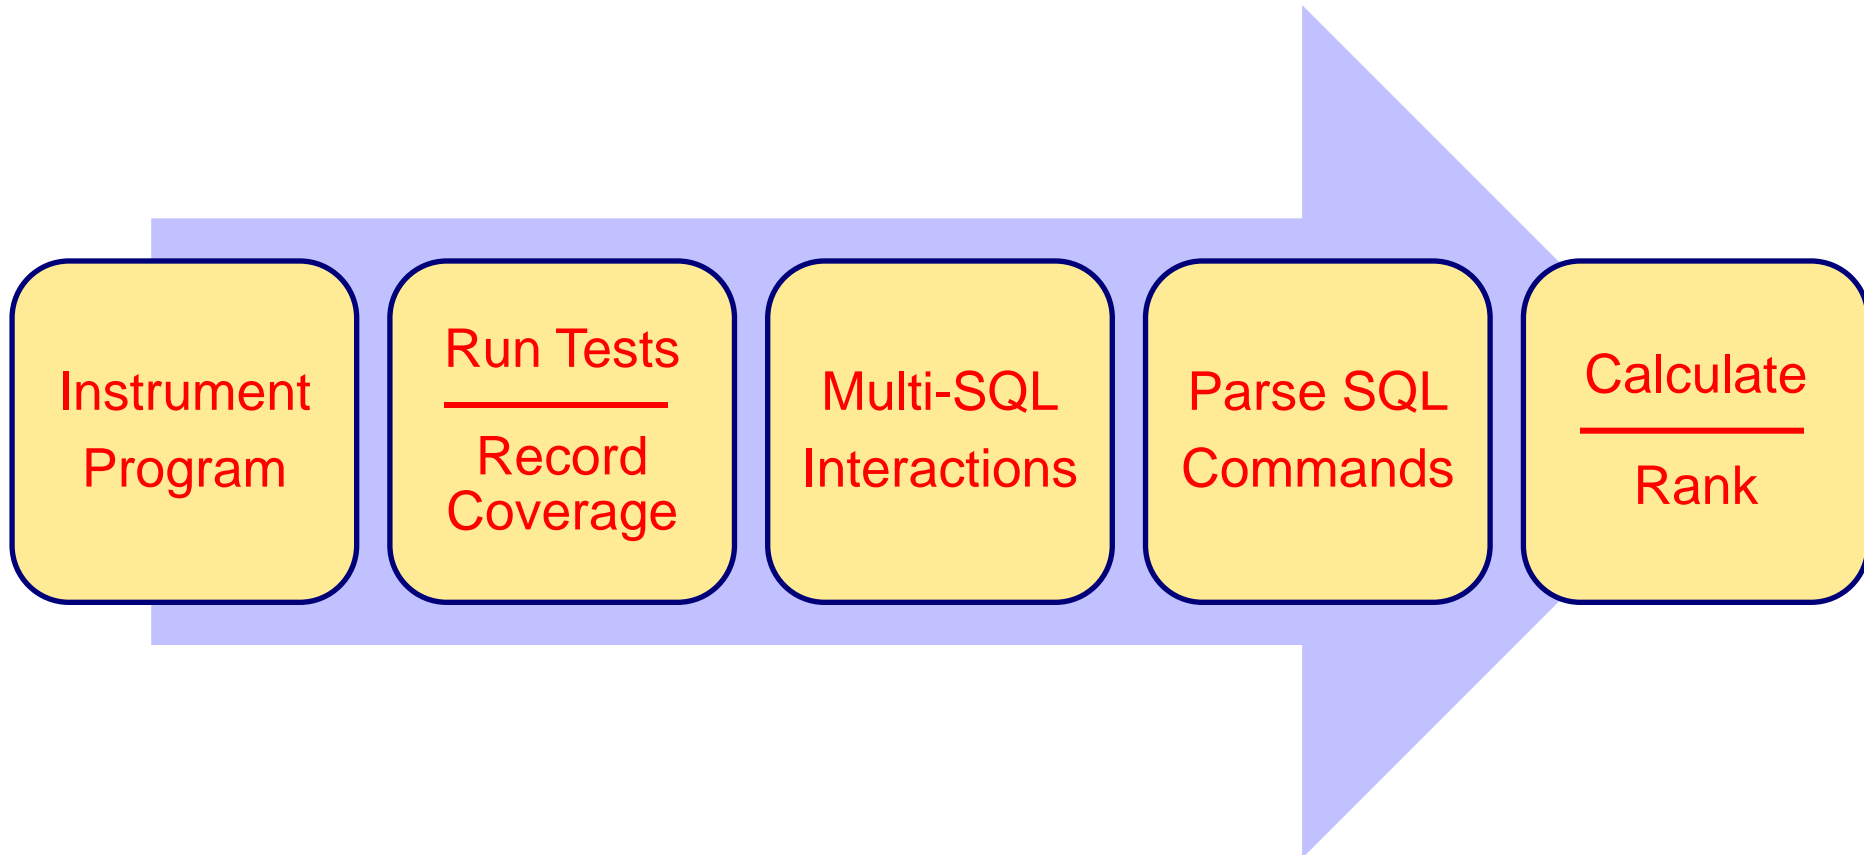 Instrument
Program
Run Tests
Record
Coverage
Multi-SQL
Interactions
Parse SQL
Commands
Calculate
Rank